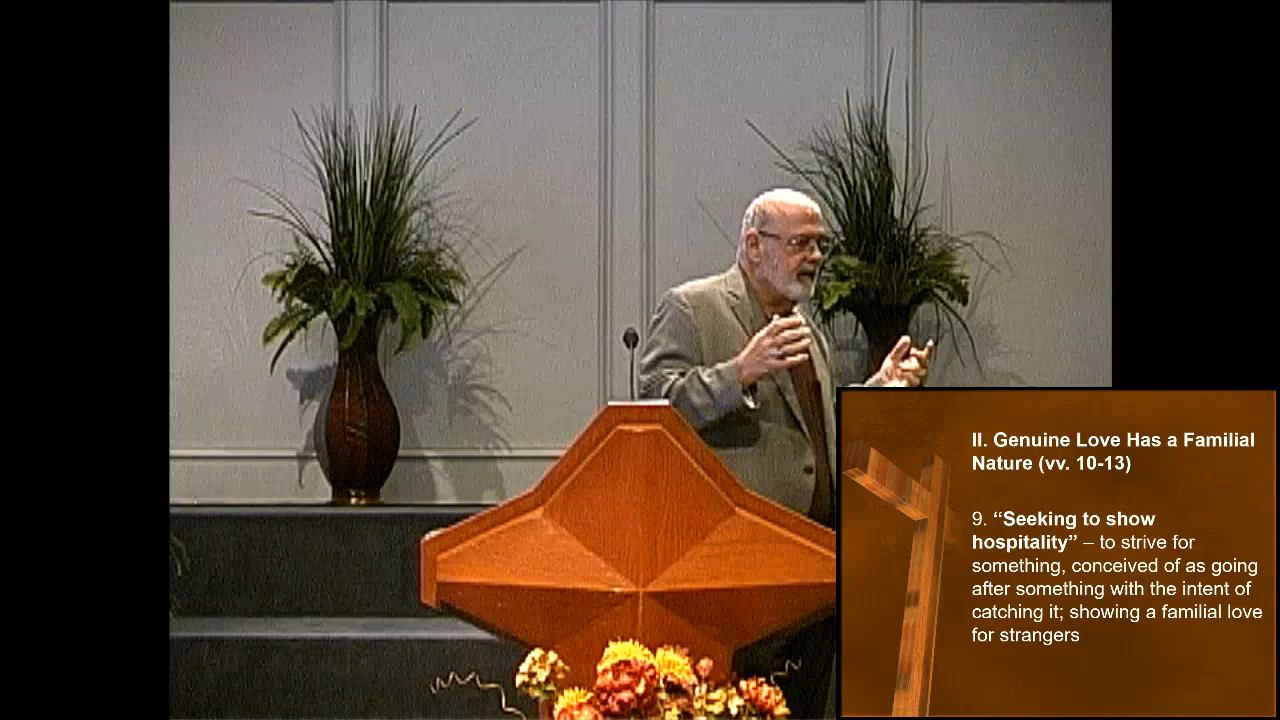 II. Genuine Love Has a Familial
Nature (vv. 10-13)
9. “Seeking to show
hospitality” – to strive for
something, conceived of as going
after something with the intent of
catching it; showing a familial love
for strangers